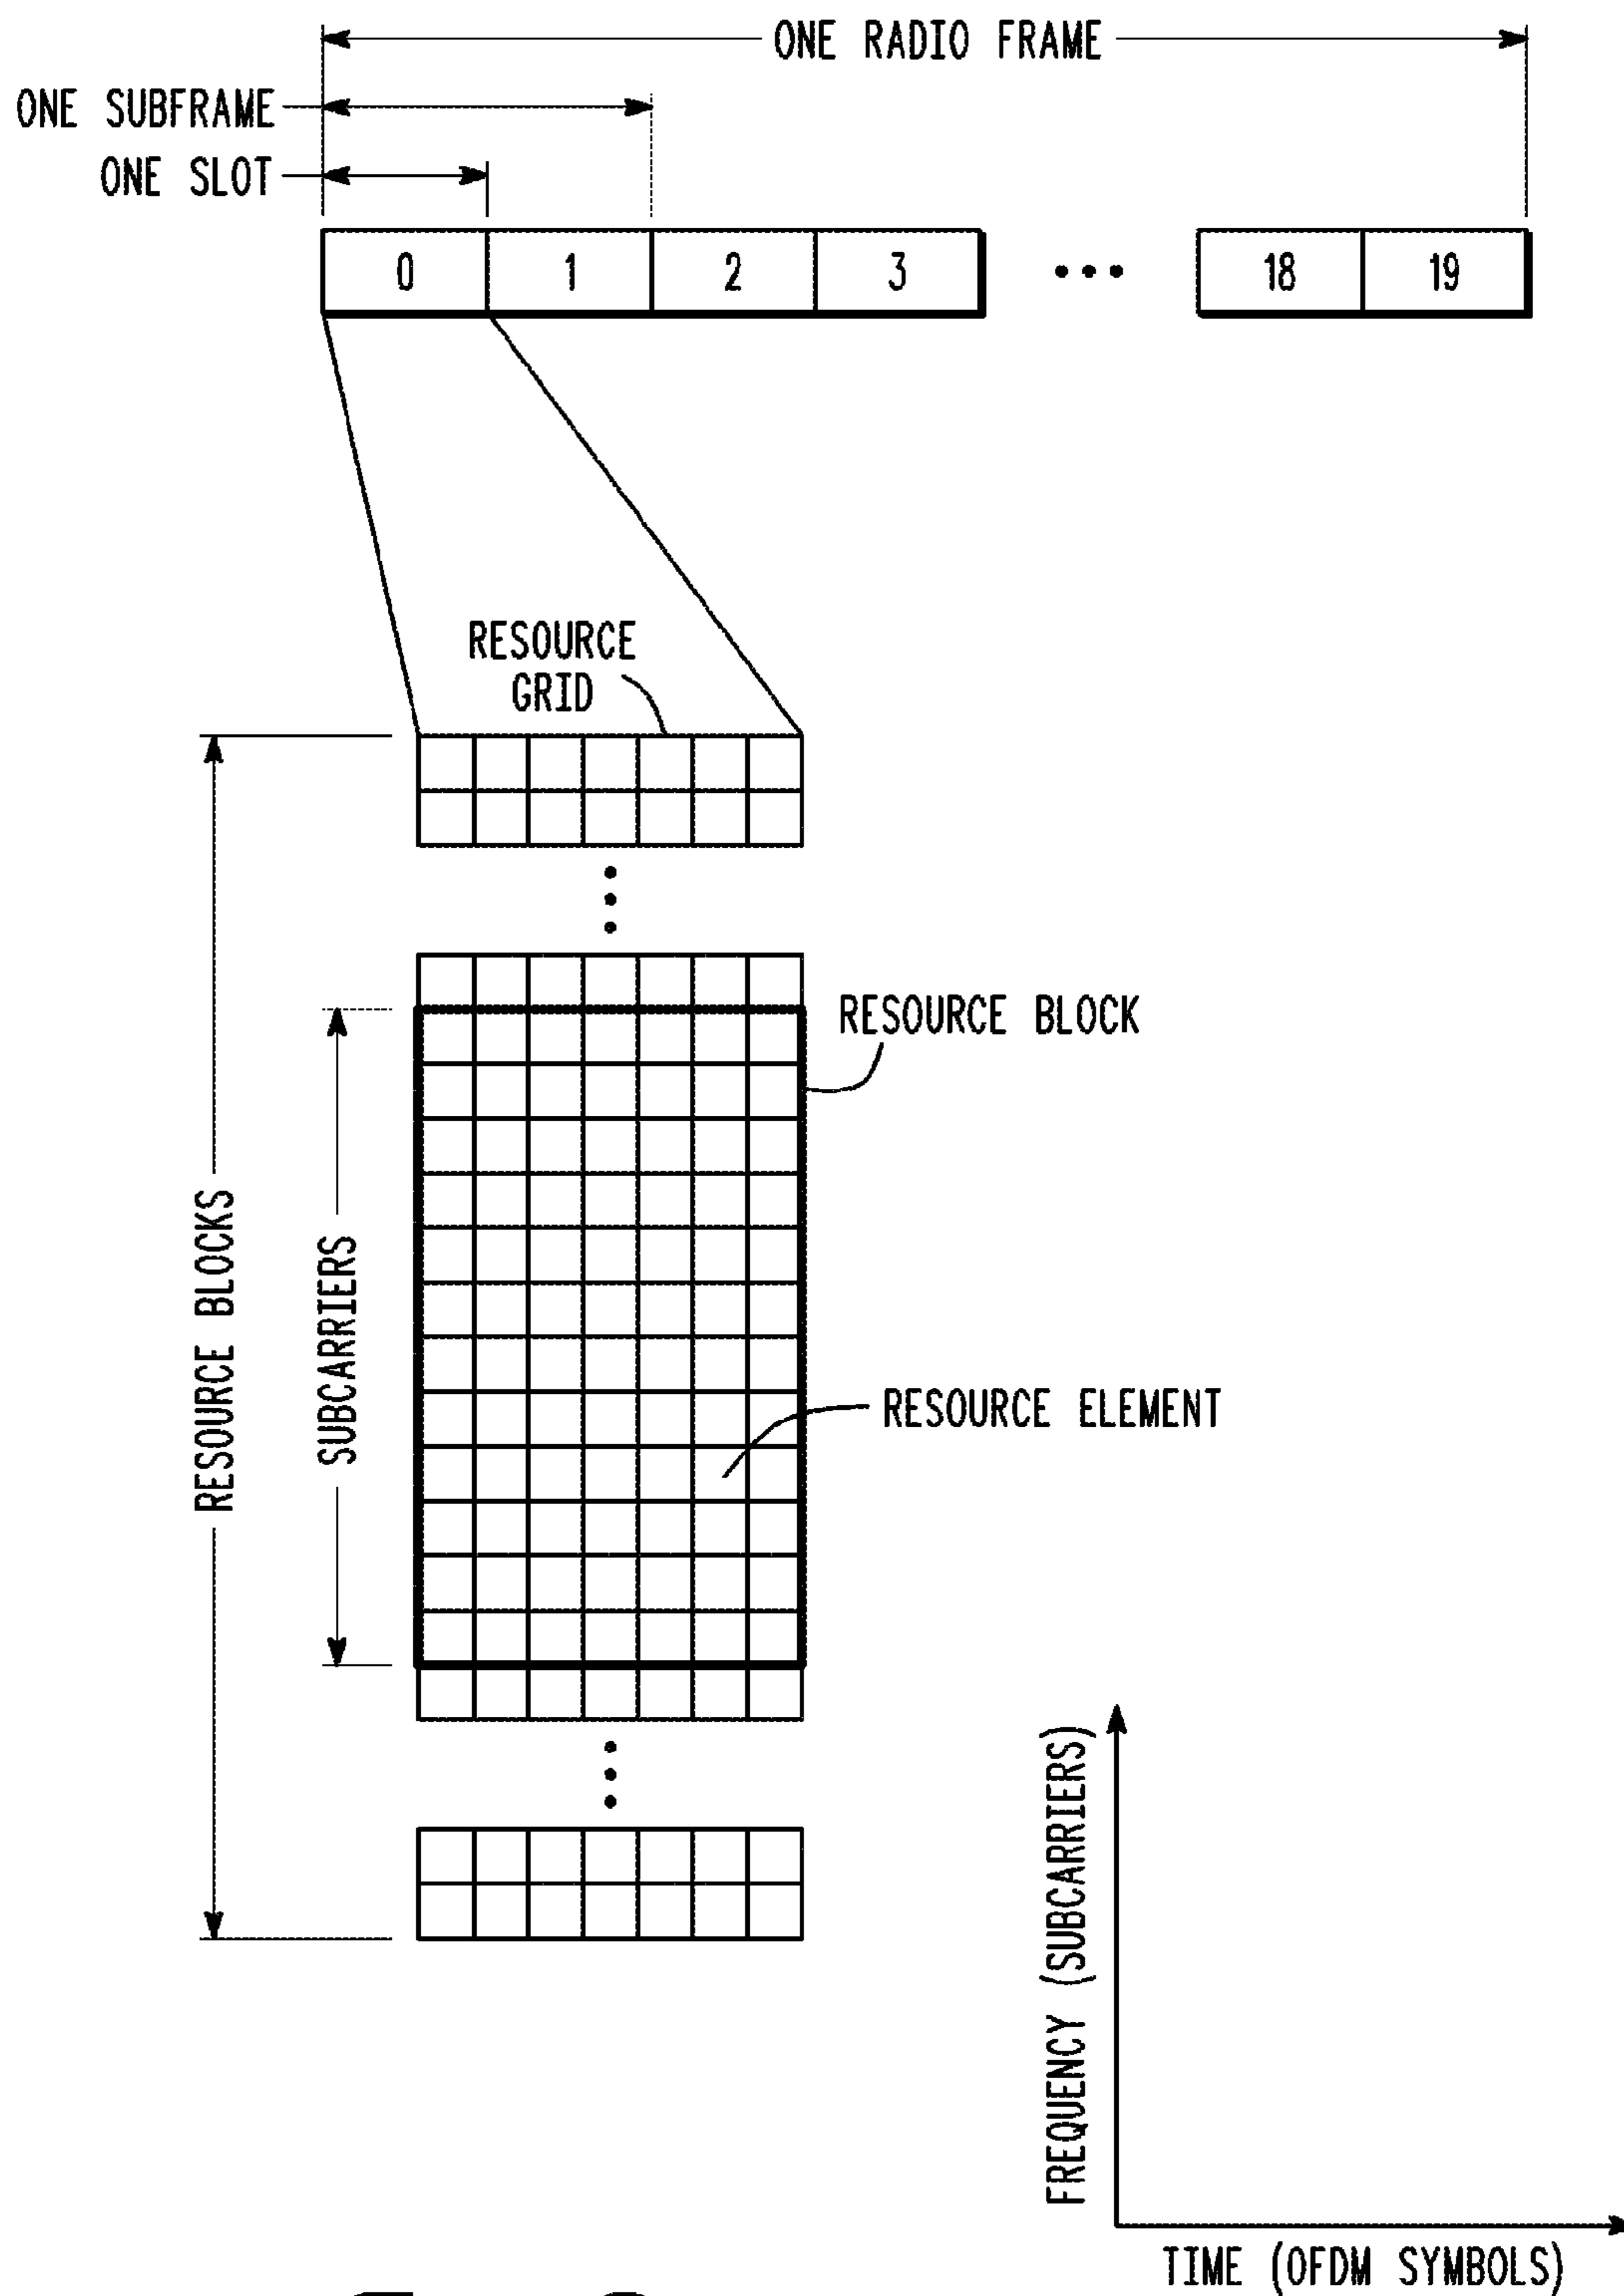 ONE RADIO FRAME
ONE SUBFRAME
ONE SLOT
0 1 2 3 ••• 18 19
RESOURCE
GRID
RESOURCE BLOCK
RESOURCE BLOCKS
SUBCARRIERS
RESOURCE ELEMENT
FREQUENCY (SUBCARRIERS)
TIME (OFDM SYMBOLS)